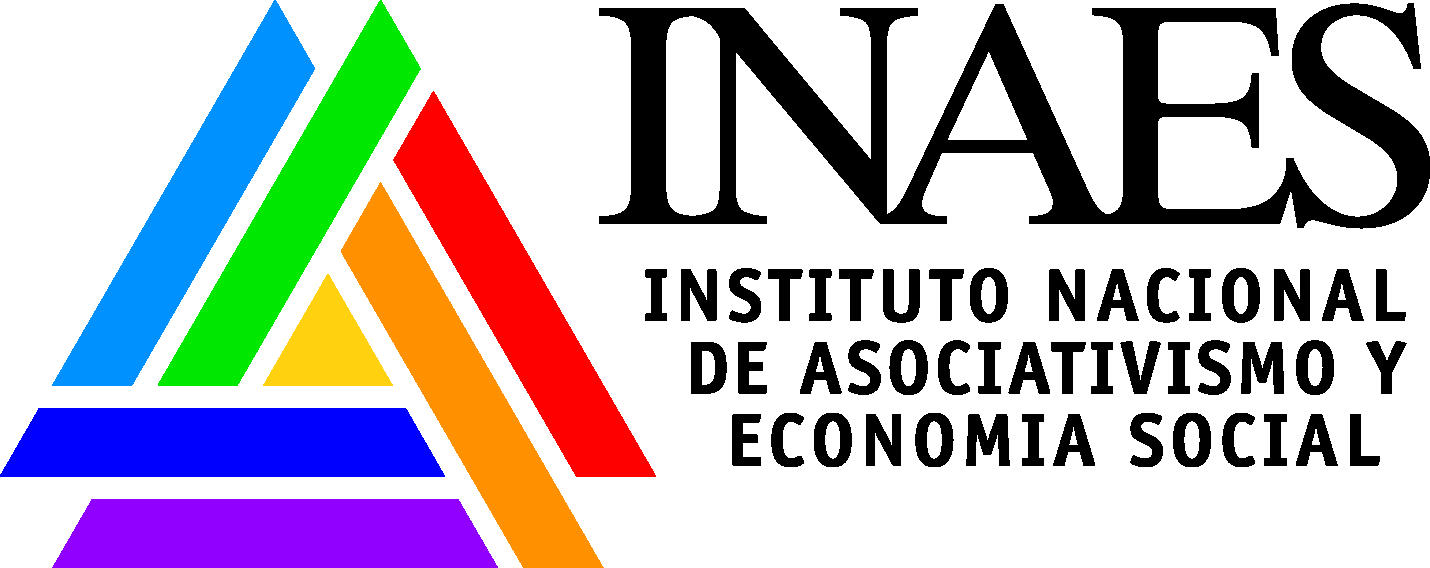 INAES
INSTITUTO NACIONAL
DE ASOCIATIVISMO Y
ECONOMIA SOCIAL